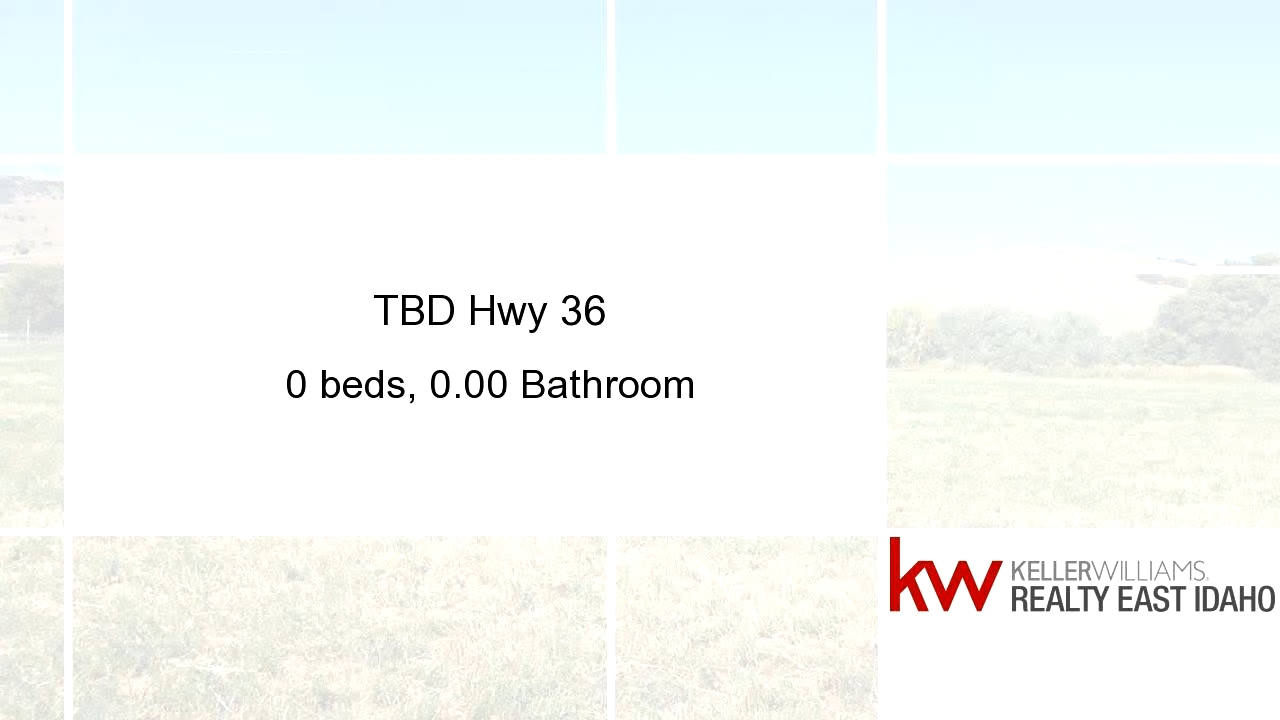 TBD Hwy 36
0 beds, 0.00 Bathroom
kw KELLERWILLIAMS.
REALTY EAST IDAHO